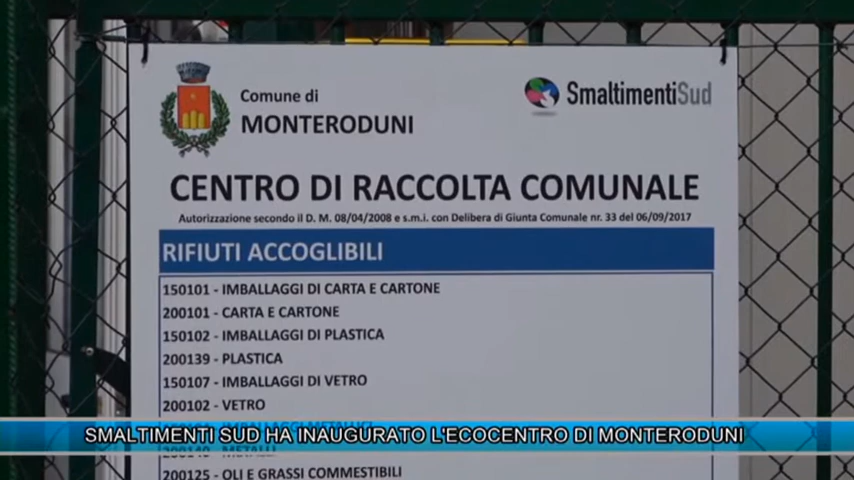 Comune di
MONTERODUNI
SmaltimentiSud
CENTRO DI RACCOLTA COMUNALE
Autorizzazione secondo il D. M. 08/04/2008 e s.m.i. con Delibera di Giunta Comunale nr. 33 del 06/09/2017
RIFIUTI ACCOGLIBILI
150101 - IMBALLAGGI DI CARTA E CARTONE
200101 - CARTA E CARTONE
150102 - IMBALLAGGI DI PLASTICA
200139 - PLASTICA
150107 - IMBALLAGGI DI VETRO
200102 - VETRO
SMALTIMENTI SUD HA INAUGURATO L'ECOCENTRO DI MONTERODUNI
200125 - OLI E GRASSI COMMESTIBILI